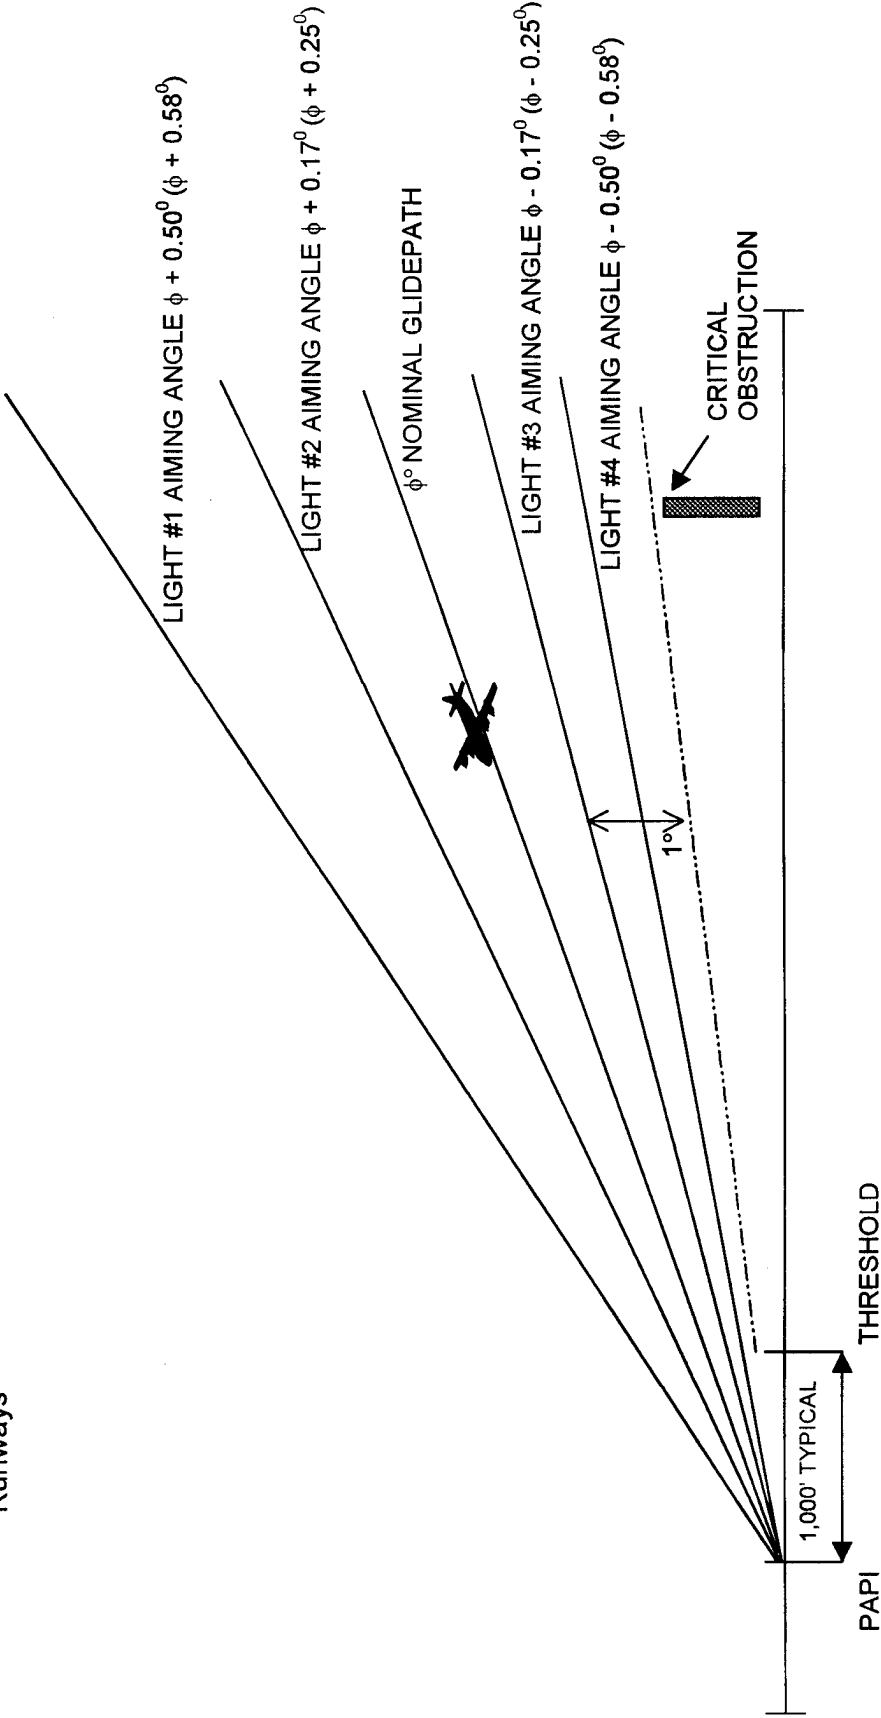 Runways
LIGHT #1 AIMING ANGLE ϕ + 0.50⁰ (ϕ + 0.58⁰)
LIGHT #2 AIMING ANGLE ϕ + 0.17⁰ (ϕ + 0.25⁰)
ϕ° NOMINAL GLIDEPATH
LIGHT #3 AIMING ANGLE ϕ - 0.17⁰ (ϕ - 0.25⁰)
LIGHT #4 AIMING ANGLE ϕ - 0.50⁰ (ϕ - 0.58⁰)
CRITICAL
OBSTRUCTION
1°
1,000' TYPICAL
PAPI
THRESHOLD